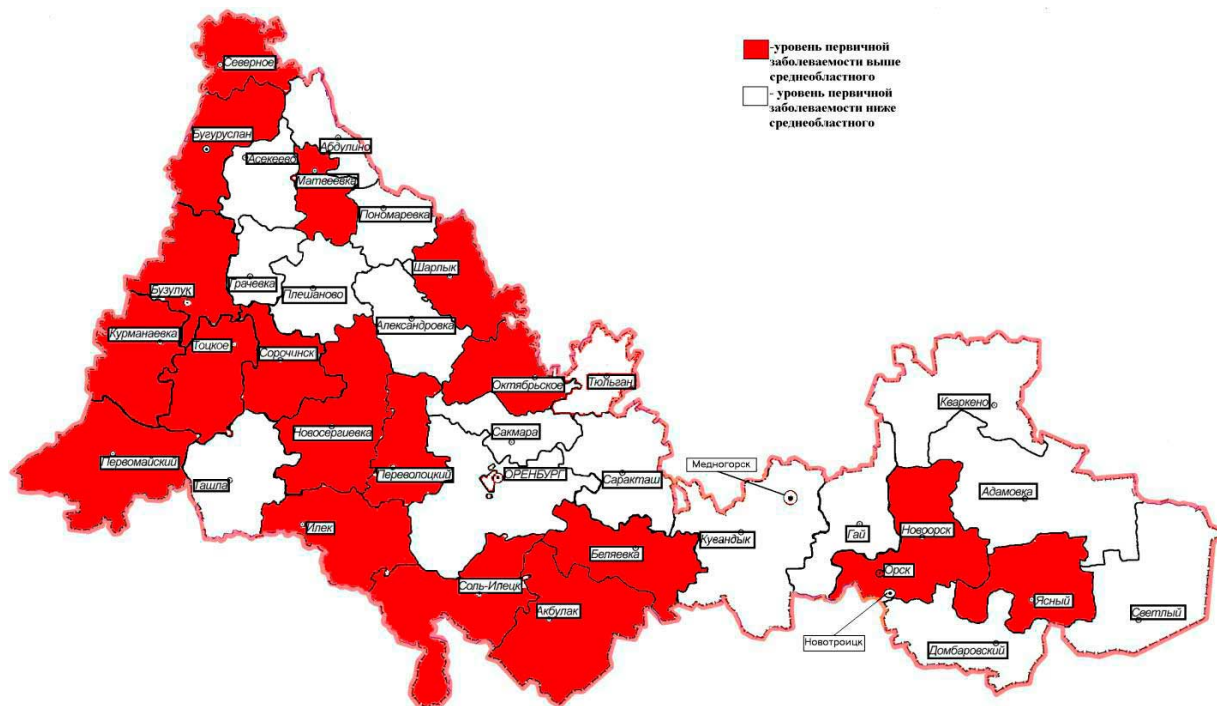 -уровень первичной
заболеваемости выше
среднеобластного
- уровень первичной
заболеваемости ниже
среднеобластного
Северное
Бугуруслан
Абдулино
Асекеево
Матвеевка
Пономаревка
Шарлык
Грачевка
Бузулук
Плешаново
Александровка
Курманаевка
Тоцкое
Сорочинск
Октябрьское
Тюльган
Кваркено
Новосергиевка
Сакмара
Первомайский
Переволоцкий
ОРЕНБУРГ
Саракташ
Медногорск
Ташла
Адамовка
Илек
Гай
Новоорск
Кувандык
Беляевка
Орск
Соль-Илецк
Ясный
Акбулак
Светлый
Новотроицк
Домбаровский